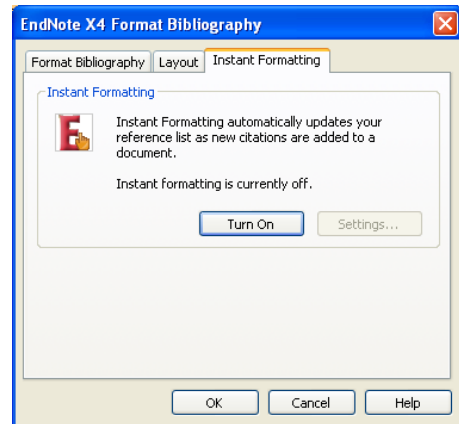 EndNote X4 Format Bibliography
Format Bibliography Layout Instant Formatting
Instant Formatting
Instant Formatting automatically updates your
reference list as new citations are added to a
document.
Instant formatting is currently off.
Turn On Settings...
OK Cancel Help